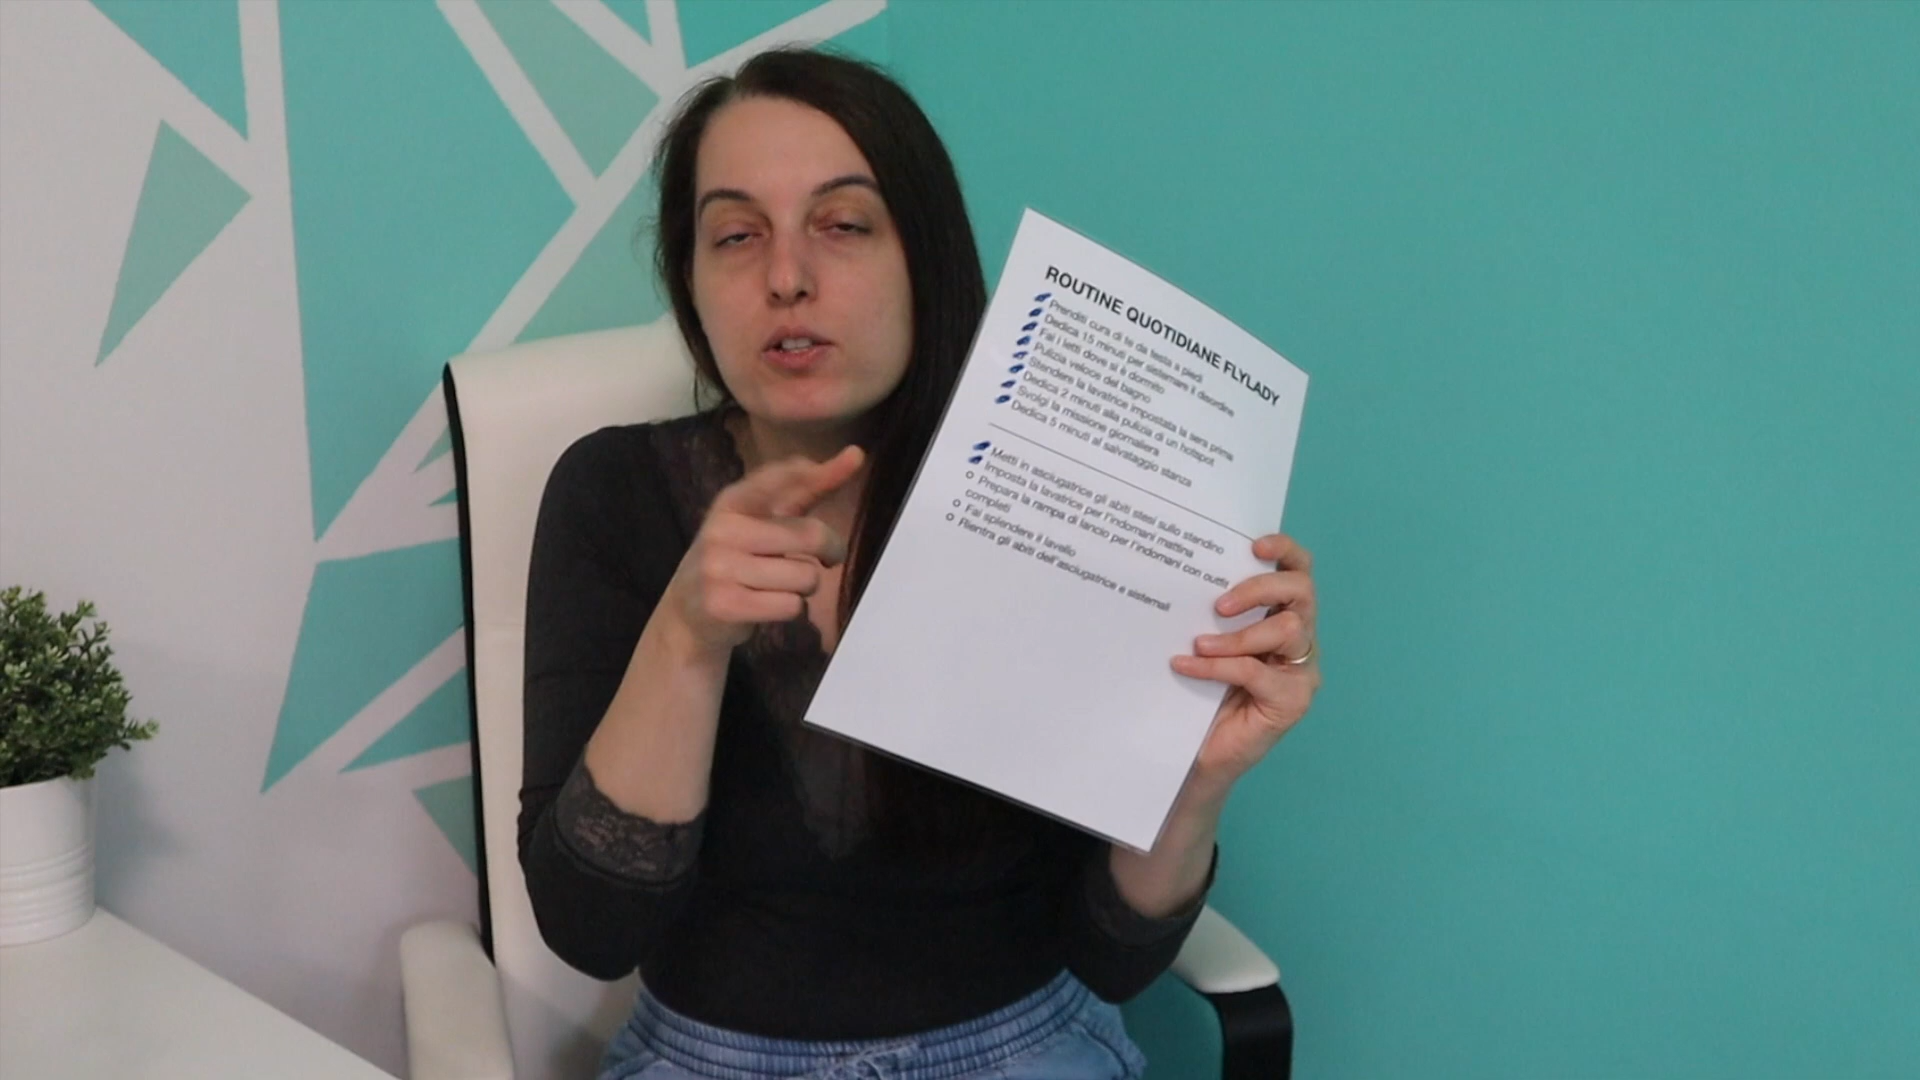 ROUTINE QUOTIDIANE FLYLADY
Prenditi cura di te da testa a piedi
Dedica 15 minuti per sistemare il disordine
Fai i letti dove si è dormito
Pulizia veloce del bagno
Stendere la lavatrice impostata la sera prima
Dedica 2 minuti alla pulizia di un hotspot
Svolgi la missione giornaliera
Dedica 5 minuti al salvataggio stanza
Metti in asciugatrice gli abiti stesi sullo stendino
Imposta la lavatrice per l'indomani mattina
o Prepara la rampa di lancio per l'indomani con outfit
completi
o Fai splendere il lavello
o Rientra gli abiti dell'asciugatrice e sistemali